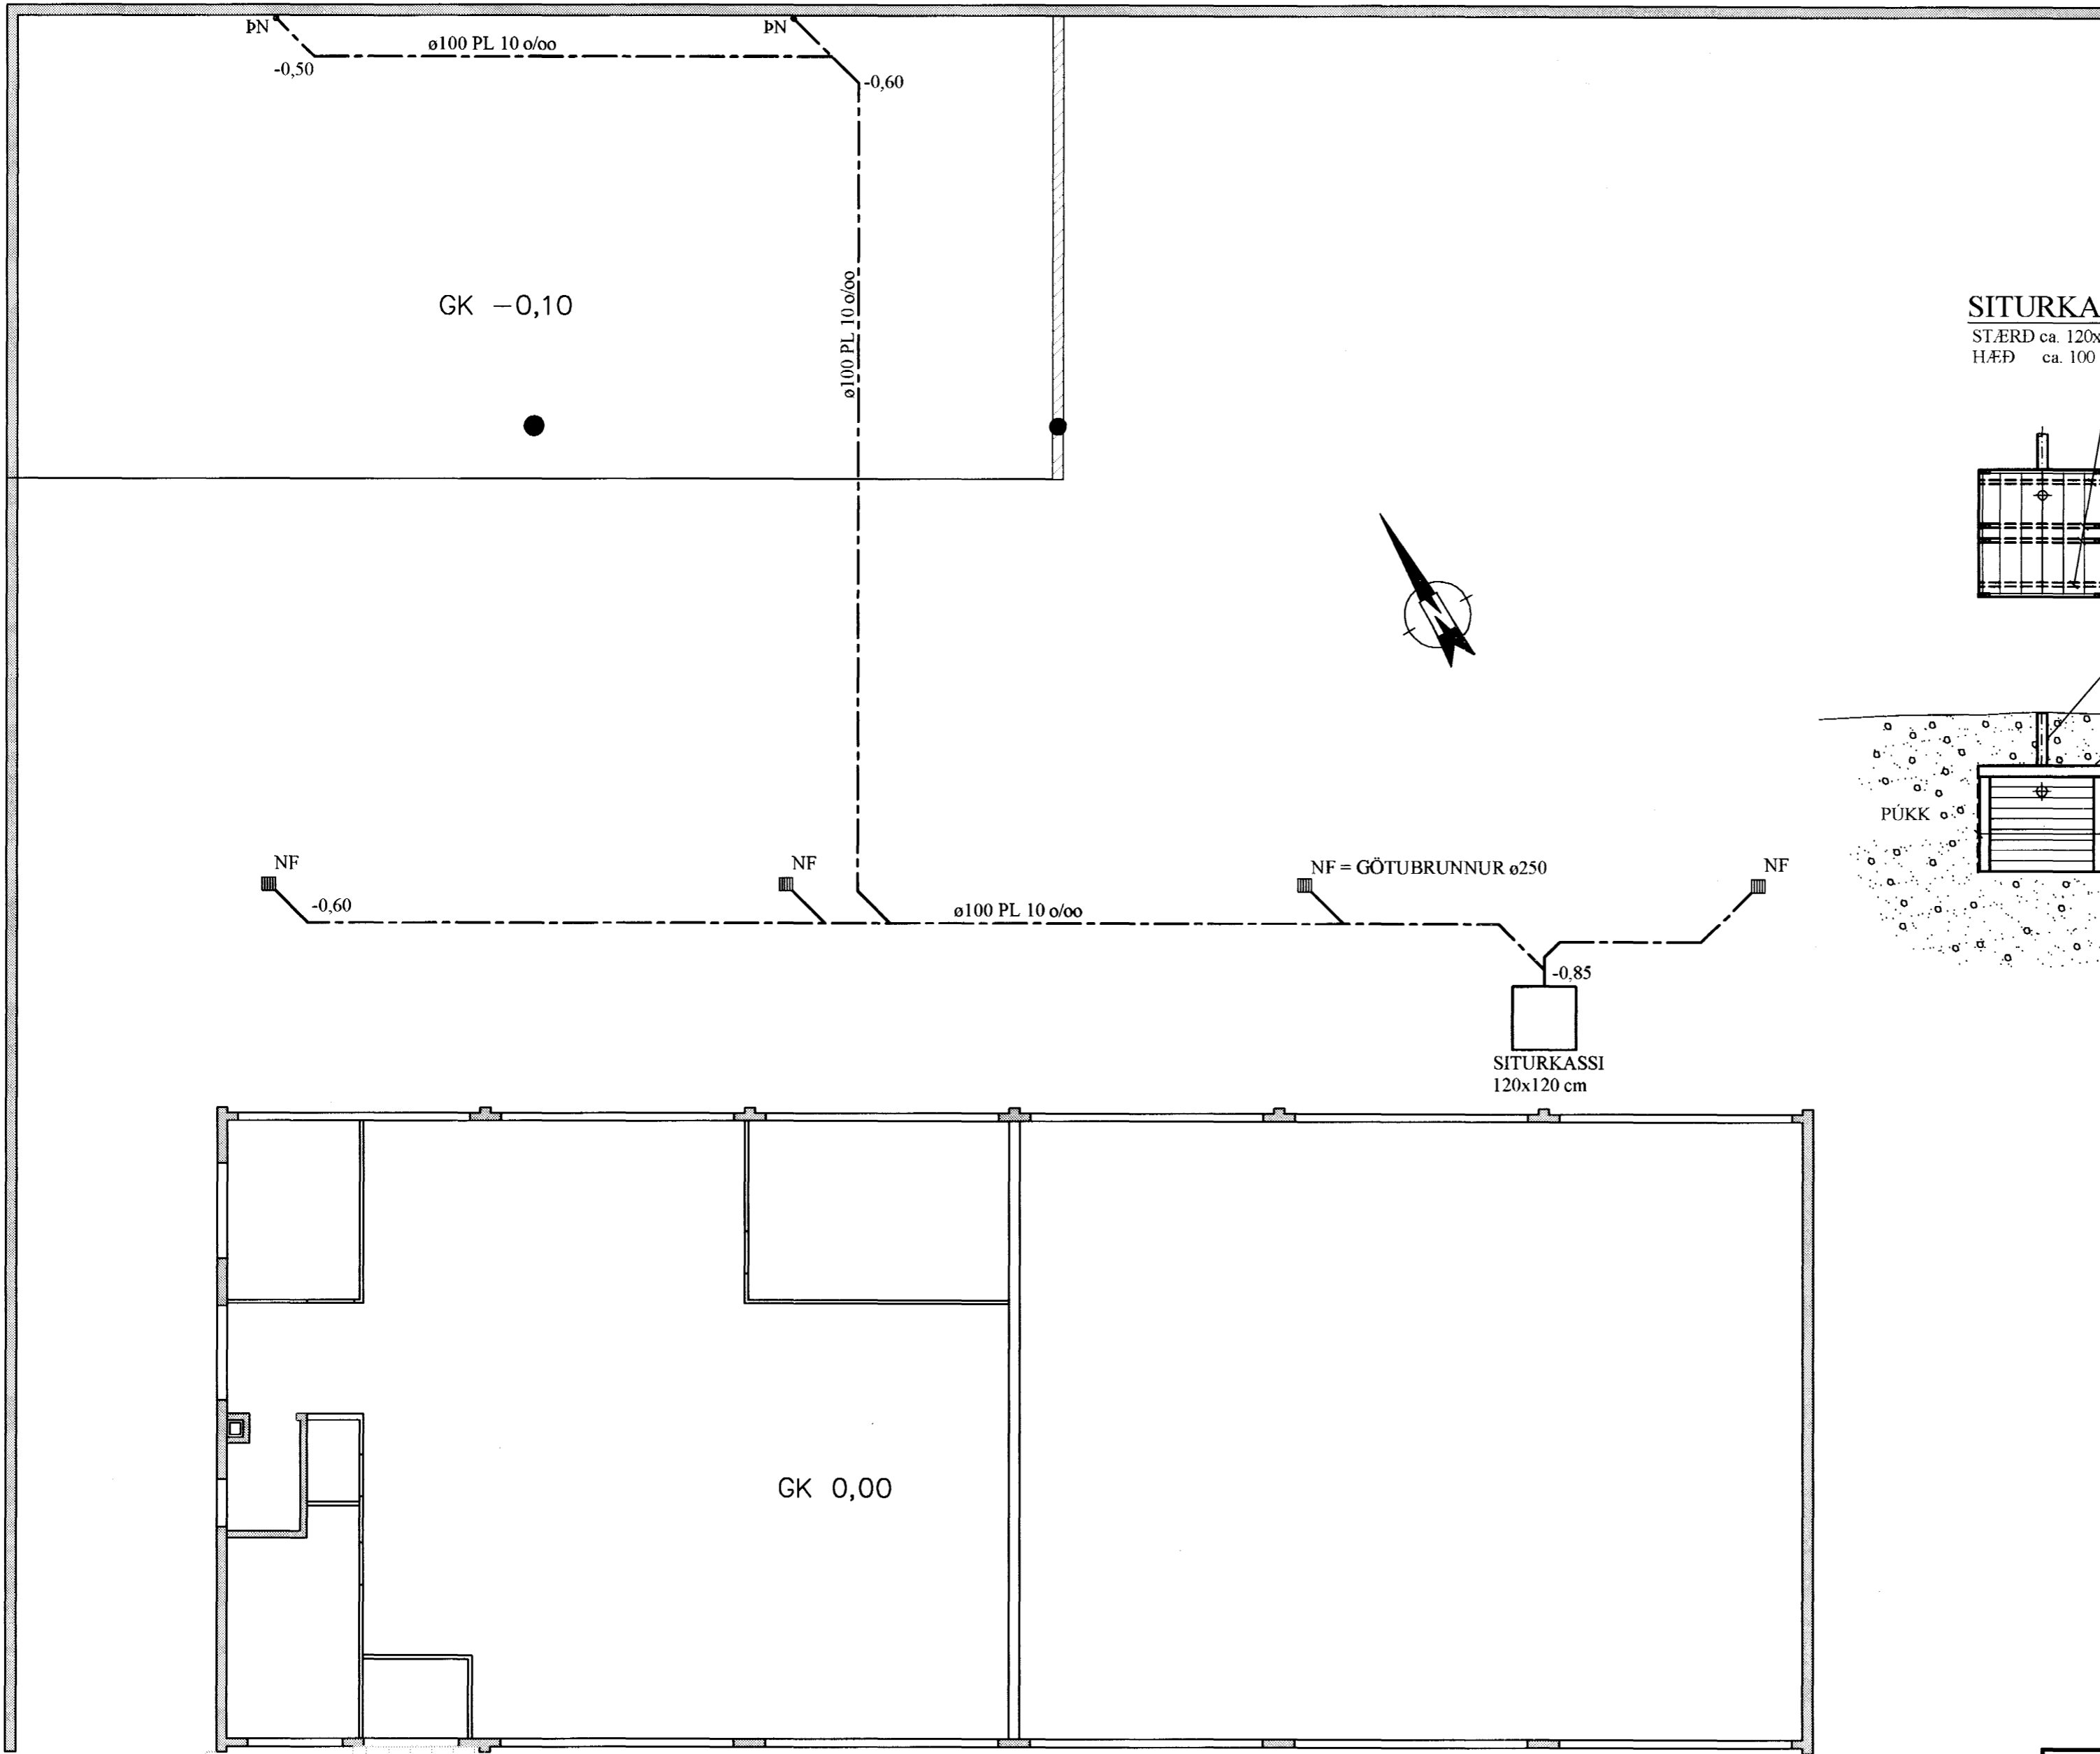 ÞN
ÞN
ø100 PL 10 o/oo
-0,50
-0,60
ø100 PL 10 o/oo
GK -0,10
SITURKA
STÆRÐ ca. 120x
HÆÐ ca. 100
PÚKK
NF
NF
NF = GÖTUBRUNNUR ø250
NF
-0,60
ø100 PL 10 o/oo
-0,85
SITURKASSI
120x120 cm
GK 0,00